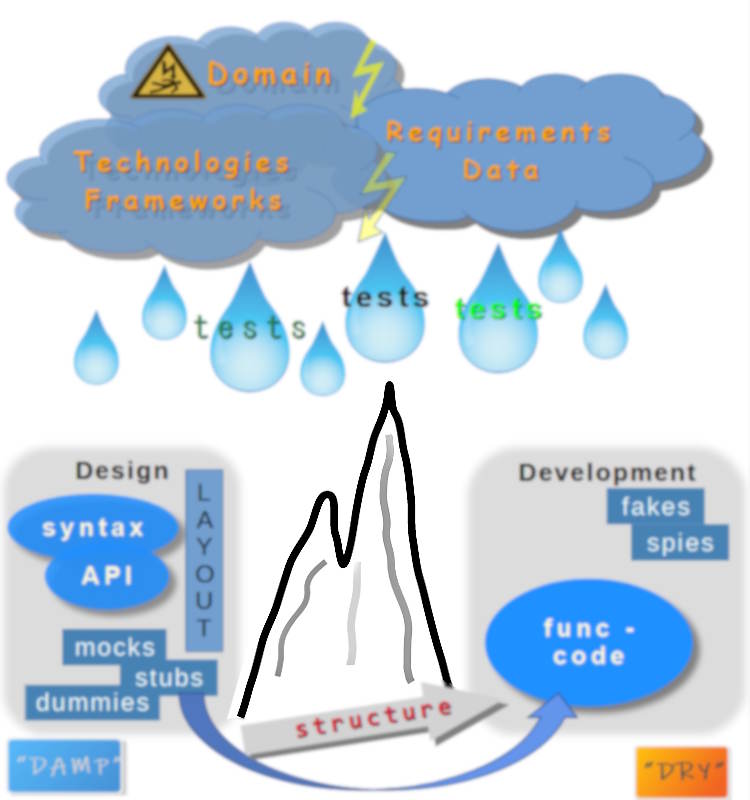 Domain
Requirements
Data
Technologies
Frameworks
tests
tests
tests
Design
syntax
API
LAYOUT
mocks
stubs
dummies
Development
fakes
spies
func -
code
structure
"DAMP"
"DRY"